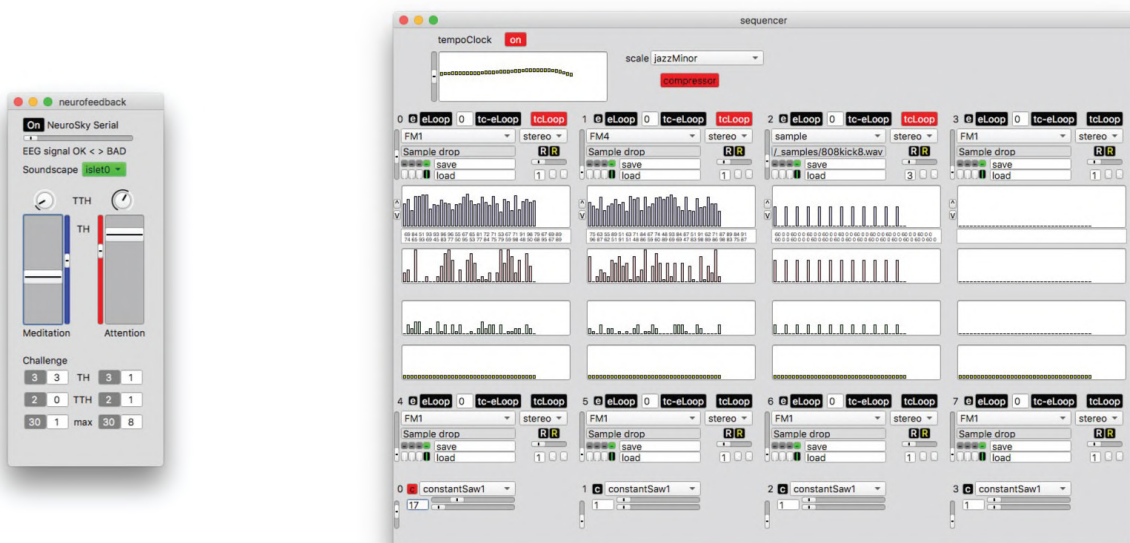 neurofeedback
On NeuroSky Serial
EEG signal OK < > BAD
Soundscape islet0
TTH
TH
Meditation Attention
Challenge
3 3 TH 3 1
2 0 TTH 2 1
30 1 max 30 8
sequencer
tempoClock on
scale jazzMinor
compressor
0 e eLoop 0 tc-eLoop tcLoop 1 e eLoop 0 tc-eLoop tcLoop 2 e eLoop 0 tc-eLoop tcLoop 3 e eLoop 0 tc-eLoop tcLoop
FM1 stereo FM4 stereo sample stereo FM1 stereo
Sample drop R R Sample drop R R /_samples/808kick8.wav R R Sample drop R R
save save save save
load 1 load 1 load 3 load 1
4 e eLoop 0 tc-eLoop tcLoop 5 e eLoop 0 tc-eLoop tcLoop 6 e eLoop 0 tc-eLoop tcLoop 7 e eLoop 0 tc-eLoop tcLoop
FM1 stereo FM1 stereo FM1 stereo FM1 stereo
Sample drop R R Sample drop R R Sample drop R R Sample drop R R
save save save save
load 1 load 1 load 1 load 1
0 c constantSaw1 1 c constantSaw1 2 c constantSaw1 3 c constantSaw1
17 1 1 1